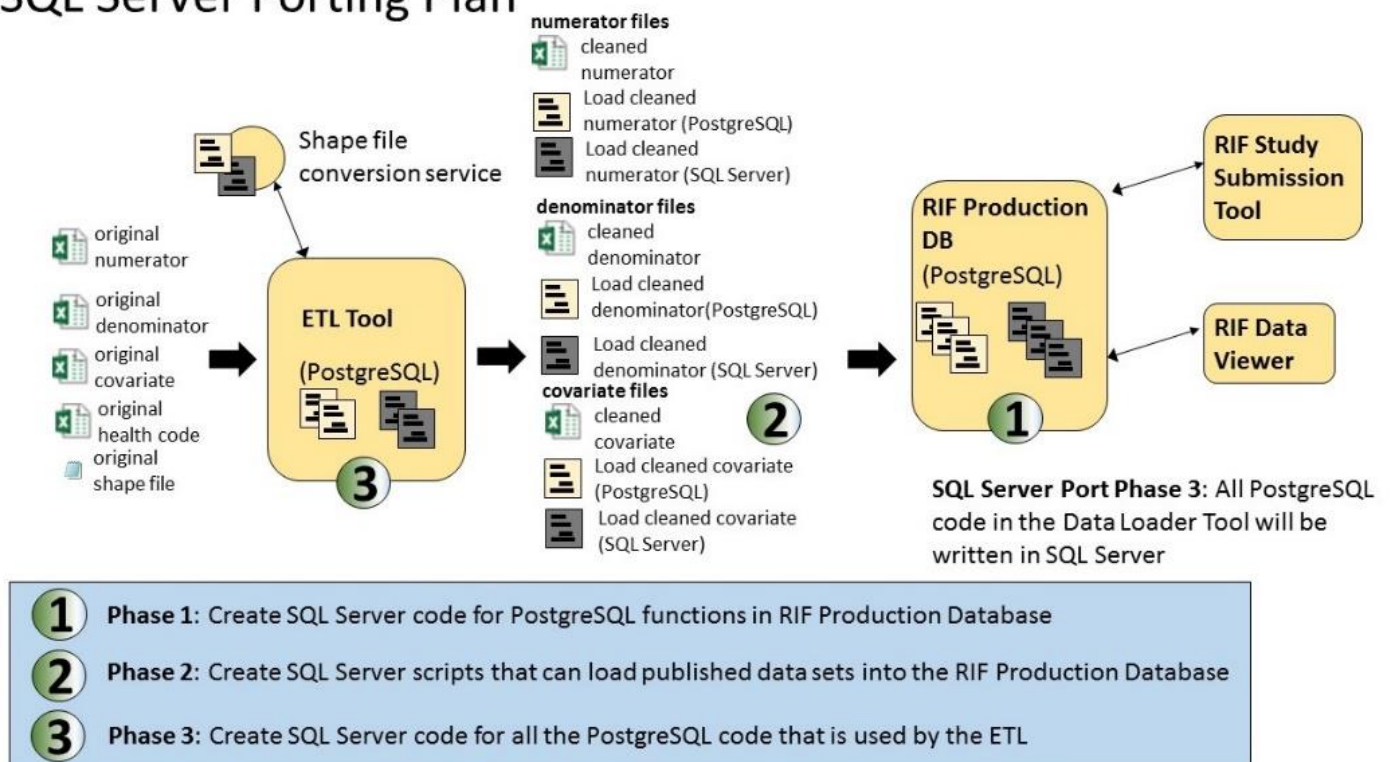 SQL Server Porting Plan
numerator files
cleaned
numerator
Load cleaned
numerator (PostgreSQL)
Load cleaned
numerator (SQL Server)
Shape file
conversion service
original
numerator
original
denominator
original
covariate
original
health code
original
shape file
ETL Tool
(PostgreSQL)
3
denominator files
cleaned
denominator
Load cleaned
denominator(PostgreSQL)
Load cleaned
denominator (SQL Server)
covariate files
cleaned
covariate
Load cleaned covariate
(PostgreSQL)
Load cleaned covariate
(SQL Server)
2
RIF Production
DB
(PostgreSQL)
1
RIF Study
Submission
Tool
RIF Data
Viewer
SQL Server Port Phase 3: All PostgreSQL
code in the Data Loader Tool will be
written in SQL Server
1 Phase 1: Create SQL Server code for PostgreSQL functions in RIF Production Database
2 Phase 2: Create SQL Server scripts that can load published data sets into the RIF Production Database
3 Phase 3: Create SQL Server code for all the PostgreSQL code that is used by the ETL